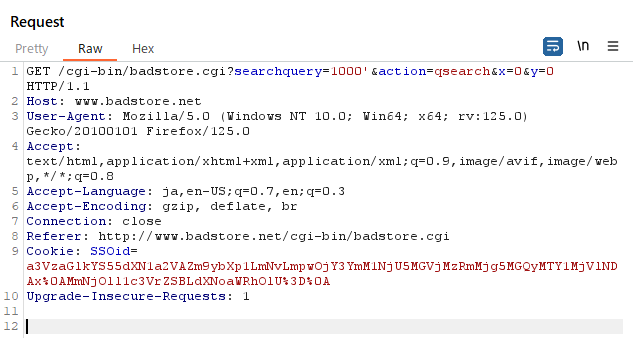 Request
Pretty Raw Hex
\n
1 GET /cgi-bin/badstore.cgi?searchquery=1000'&action=qsearch&x=0&y=0
HTTP/1.1
2 Host: www.badstore.net
3 User-Agent: Mozilla/5.0 (Windows NT 10.0; Win64; x64; rv:125.0)
Gecko/20100101 Firefox/125.0
4 Accept:
text/html,application/xhtml+xml,application/xml;q=0.9,image/avif,image/web
p,*/*;q=0.8
5 Accept-Language: ja,en-US;q=0.7,en;q=0.3
6 Accept-Encoding: gzip, deflate, br
7 Connection: close
8 Referer: http://www.badstore.net/cgi-bin/badstore.cgi
9 Cookie: SSOid=
10 Upgrade-Insecure-Requests: 1
11
12